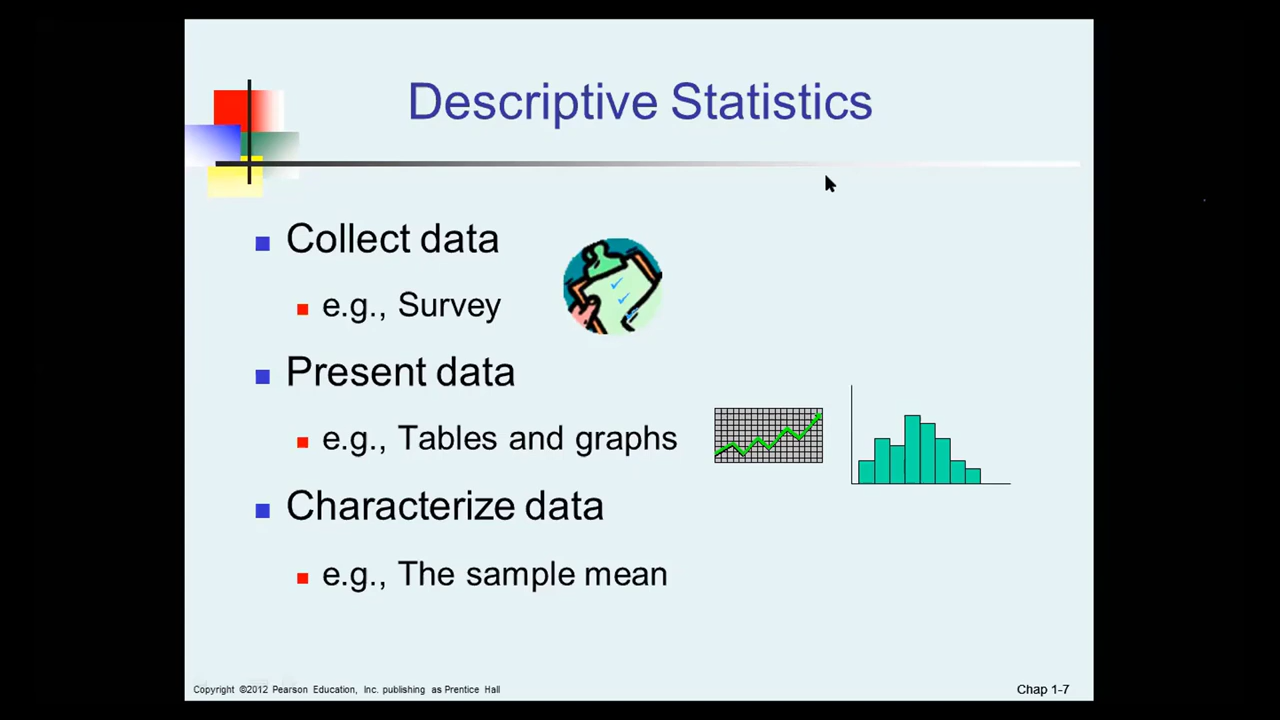 Descriptive Statistics
Collect data
e.g., Survey
Present data
e.g., Tables and graphs
Characterize data
e.g., The sample mean
Copyright ©2012 Pearson Education, Inc. publishing as Prentice Hall
Chap 1-7